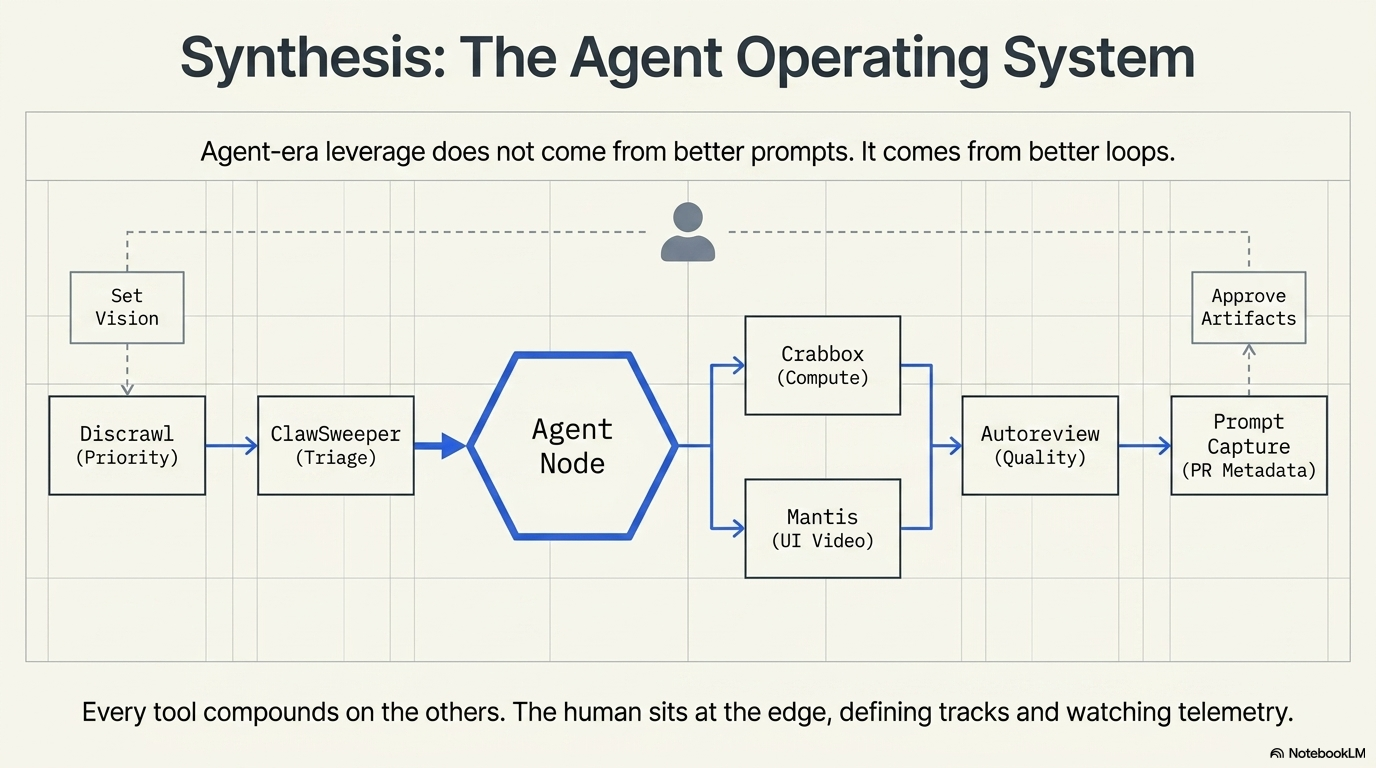 Synthesis: The Agent Operating System
Agent-era leverage does not come from better prompts. It comes from better loops.
Set
Vision
Approve
Artifacts
Discrawl
(Priority)
ClawSweeper
(Triage)
Agent
Node
Crabbox
(Compute)
Mantis
(UI Video)
Autoreview
(Quality)
Prompt
Capture
(PR Metadata)
Every tool compounds on the others. The human sits at the edge, defining tracks and watching telemetry.
NotebookLM